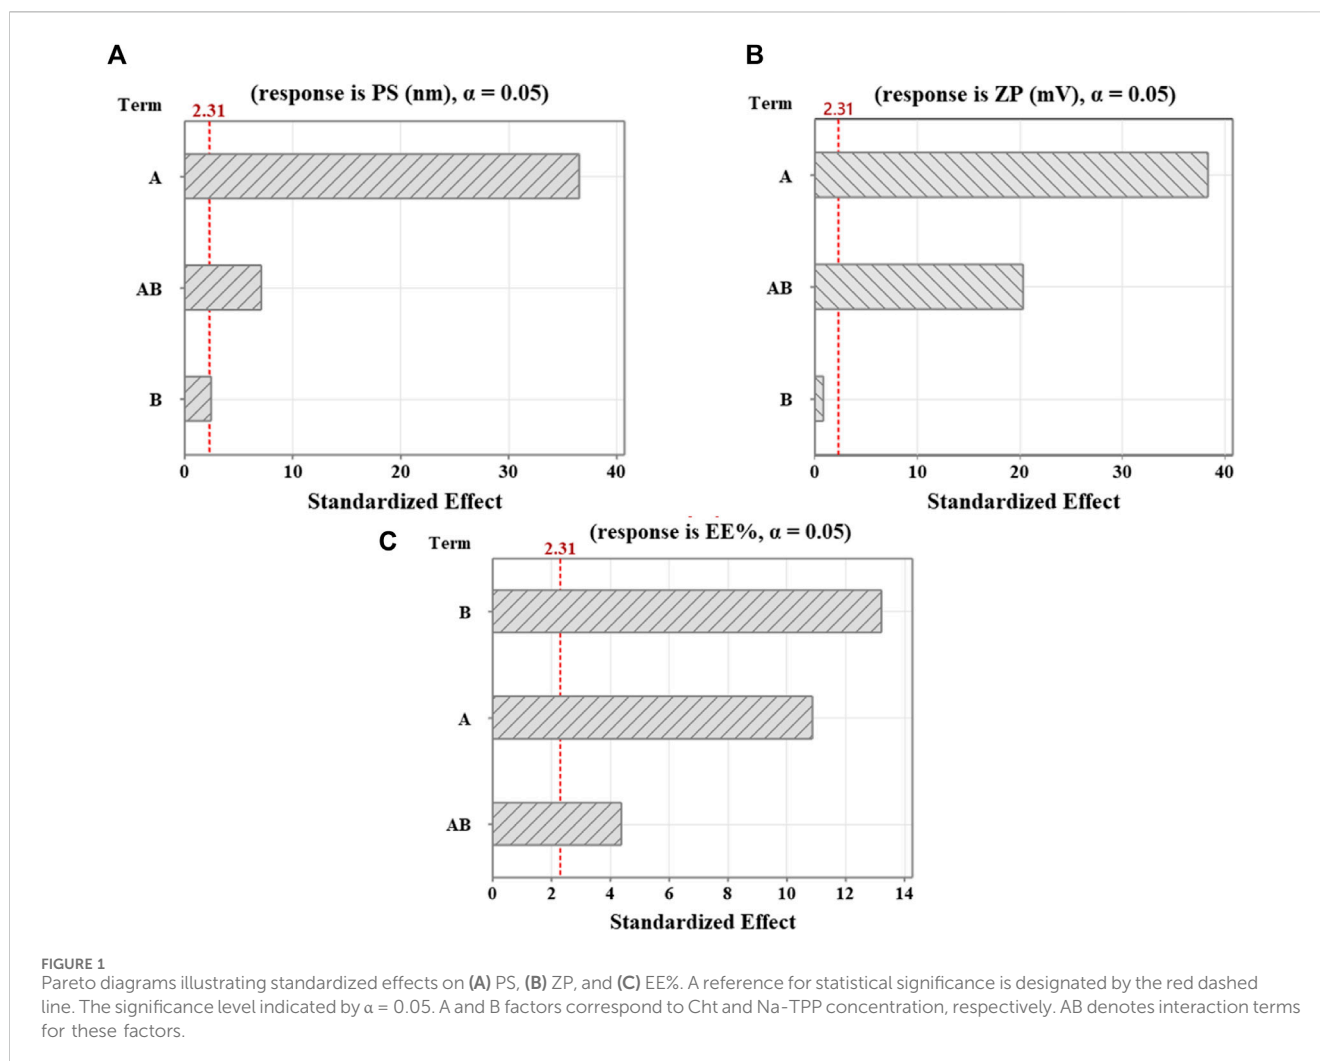 A
(response is PS (nm), α = 0.05)
Term
2.31
A
AB
B
0 10 20 30 40
Standardized Effect
B
(response is ZP (mV), α = 0.05)
Term
2.31
A
AB
B
0 10 20 30 40
Standardized Effect
C
(response is EE%, α = 0.05)
Term
2.31
B
A
AB
0 2 4 6 8 10 12 14
Standardized Effect
FIGURE 1
Pareto diagrams illustrating standardized effects on (A) PS, (B) ZP, and (C) EE%. A reference for statistical significance is designated by the red dashed
line. The significance level indicated by α = 0.05. A and B factors correspond to Cht and Na-TPP concentration, respectively. AB denotes interaction terms
for these factors.